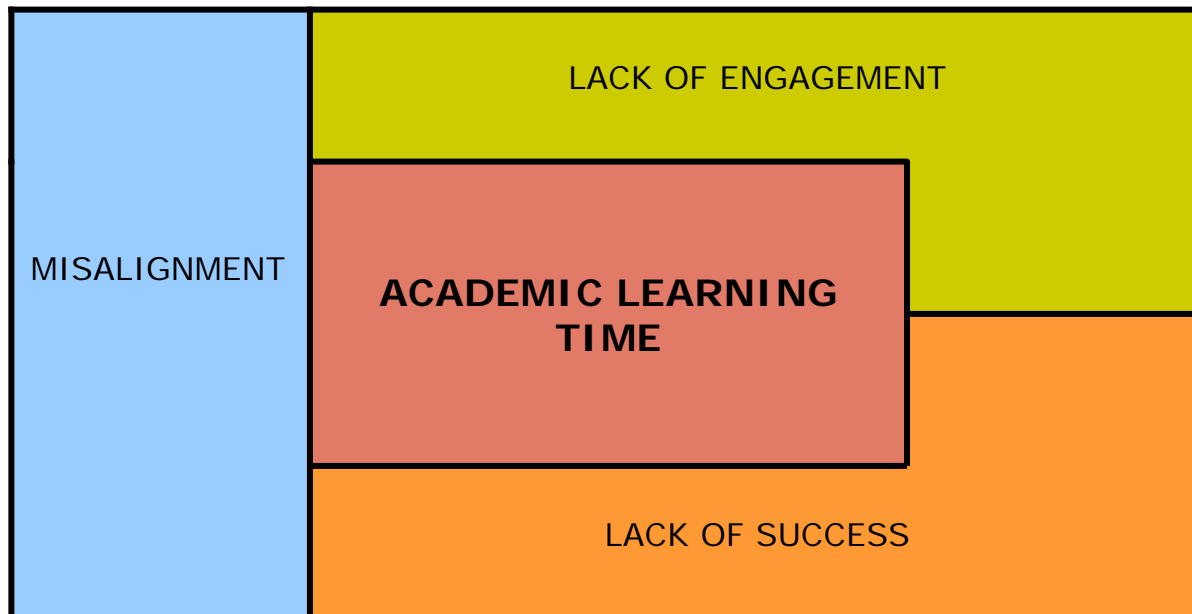 LACK OF ENGAGEMENT
MISALIGNMENT
ACADEMIC LEARNING
TIME
LACK OF SUCCESS